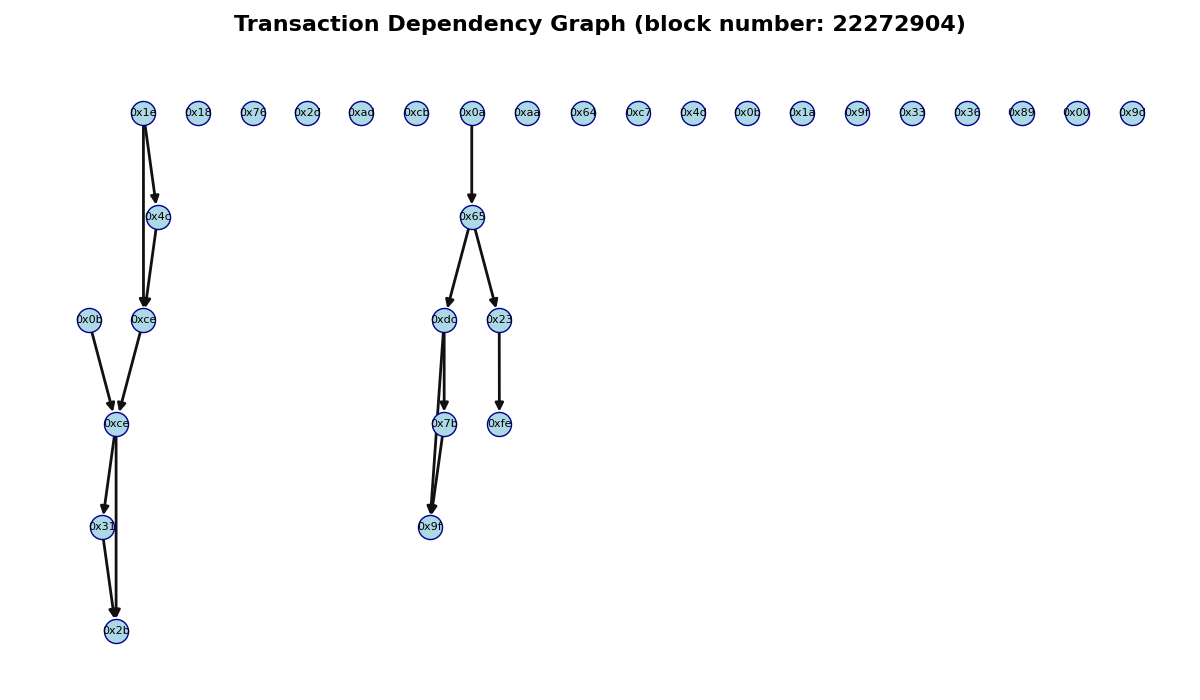 Transaction Dependency Graph (block number: 22272904)
0x1e 0x18 0x76 0x2d 0xad 0xcb 0x0a 0xaa 0x64 0xc7 0x4d 0x0b 0x1a 0x9f 0x33 0x36 0x89 0x00 0x9d
0x4c 0x65
0x0b 0xce 0xdc 0x23
0xce 0x7b 0xfe
0x31 0x9f
0x2b